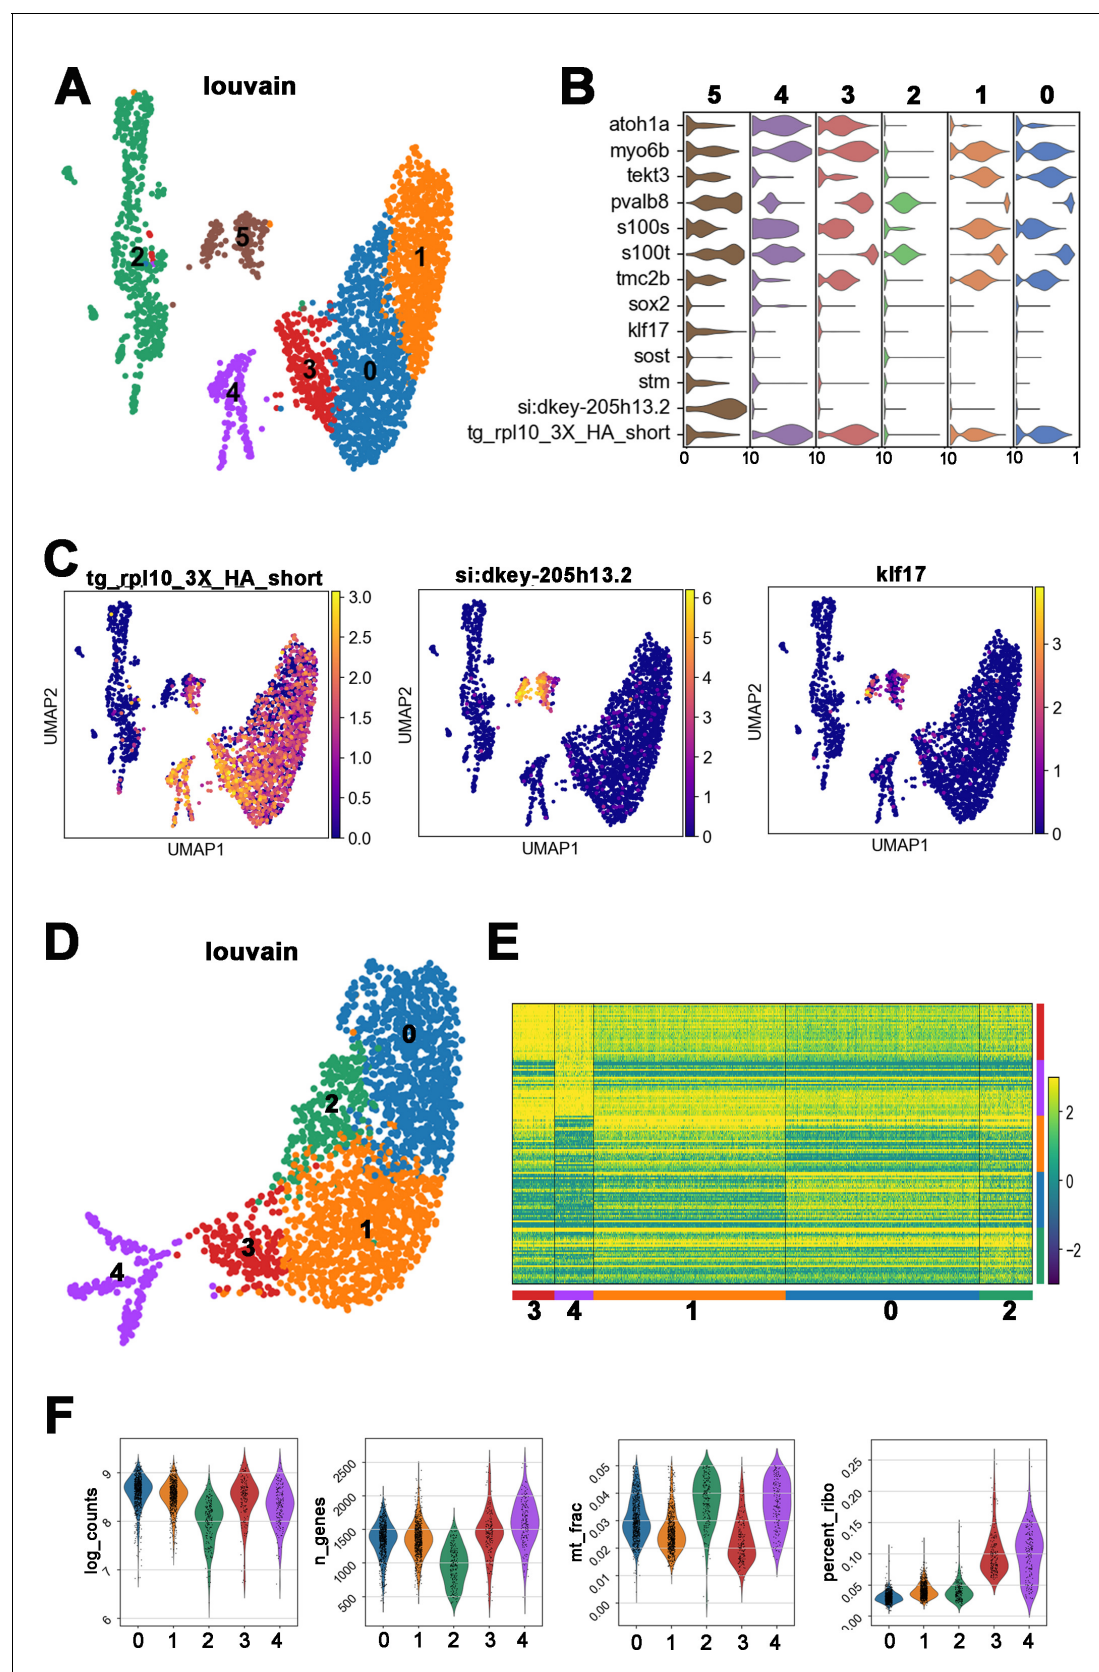 A
louvain
2
5
1
3
0
4
B
5 4 3 2 1 0
atoh1a
myo6b
tekt3
pvalb8
s100s
s100t
tmc2b
sox2
klf17
sost
stm
si:dkey-205h13.2
tg_rpl10_3X_HA_short
0 10 10 10 10 10 1
C
tg_rpl10_3X_HA_short
UMAP2
UMAP1
3.0
2.5
2.0
1.5
1.0
0.5
0.0
si:dkey-205h13.2
UMAP2
UMAP1
6
5
4
3
2
1
0
klf17
UMAP2
UMAP1
3
2
1
0
D
louvain
0
2
1
3
4
E
2
0
−2
3 4 1 0 2
F
log_counts
9
8
7
6
0 1 2 3 4
n_genes
2500
2000
1500
1000
500
0 1 2 3 4
mt_frac
0.05
0.04
0.03
0.02
0.01
0.00
0 1 2 3 4
percent_ribo
0.25
0.20
0.15
0.10
0.05
0.00
0 1 2 3 4